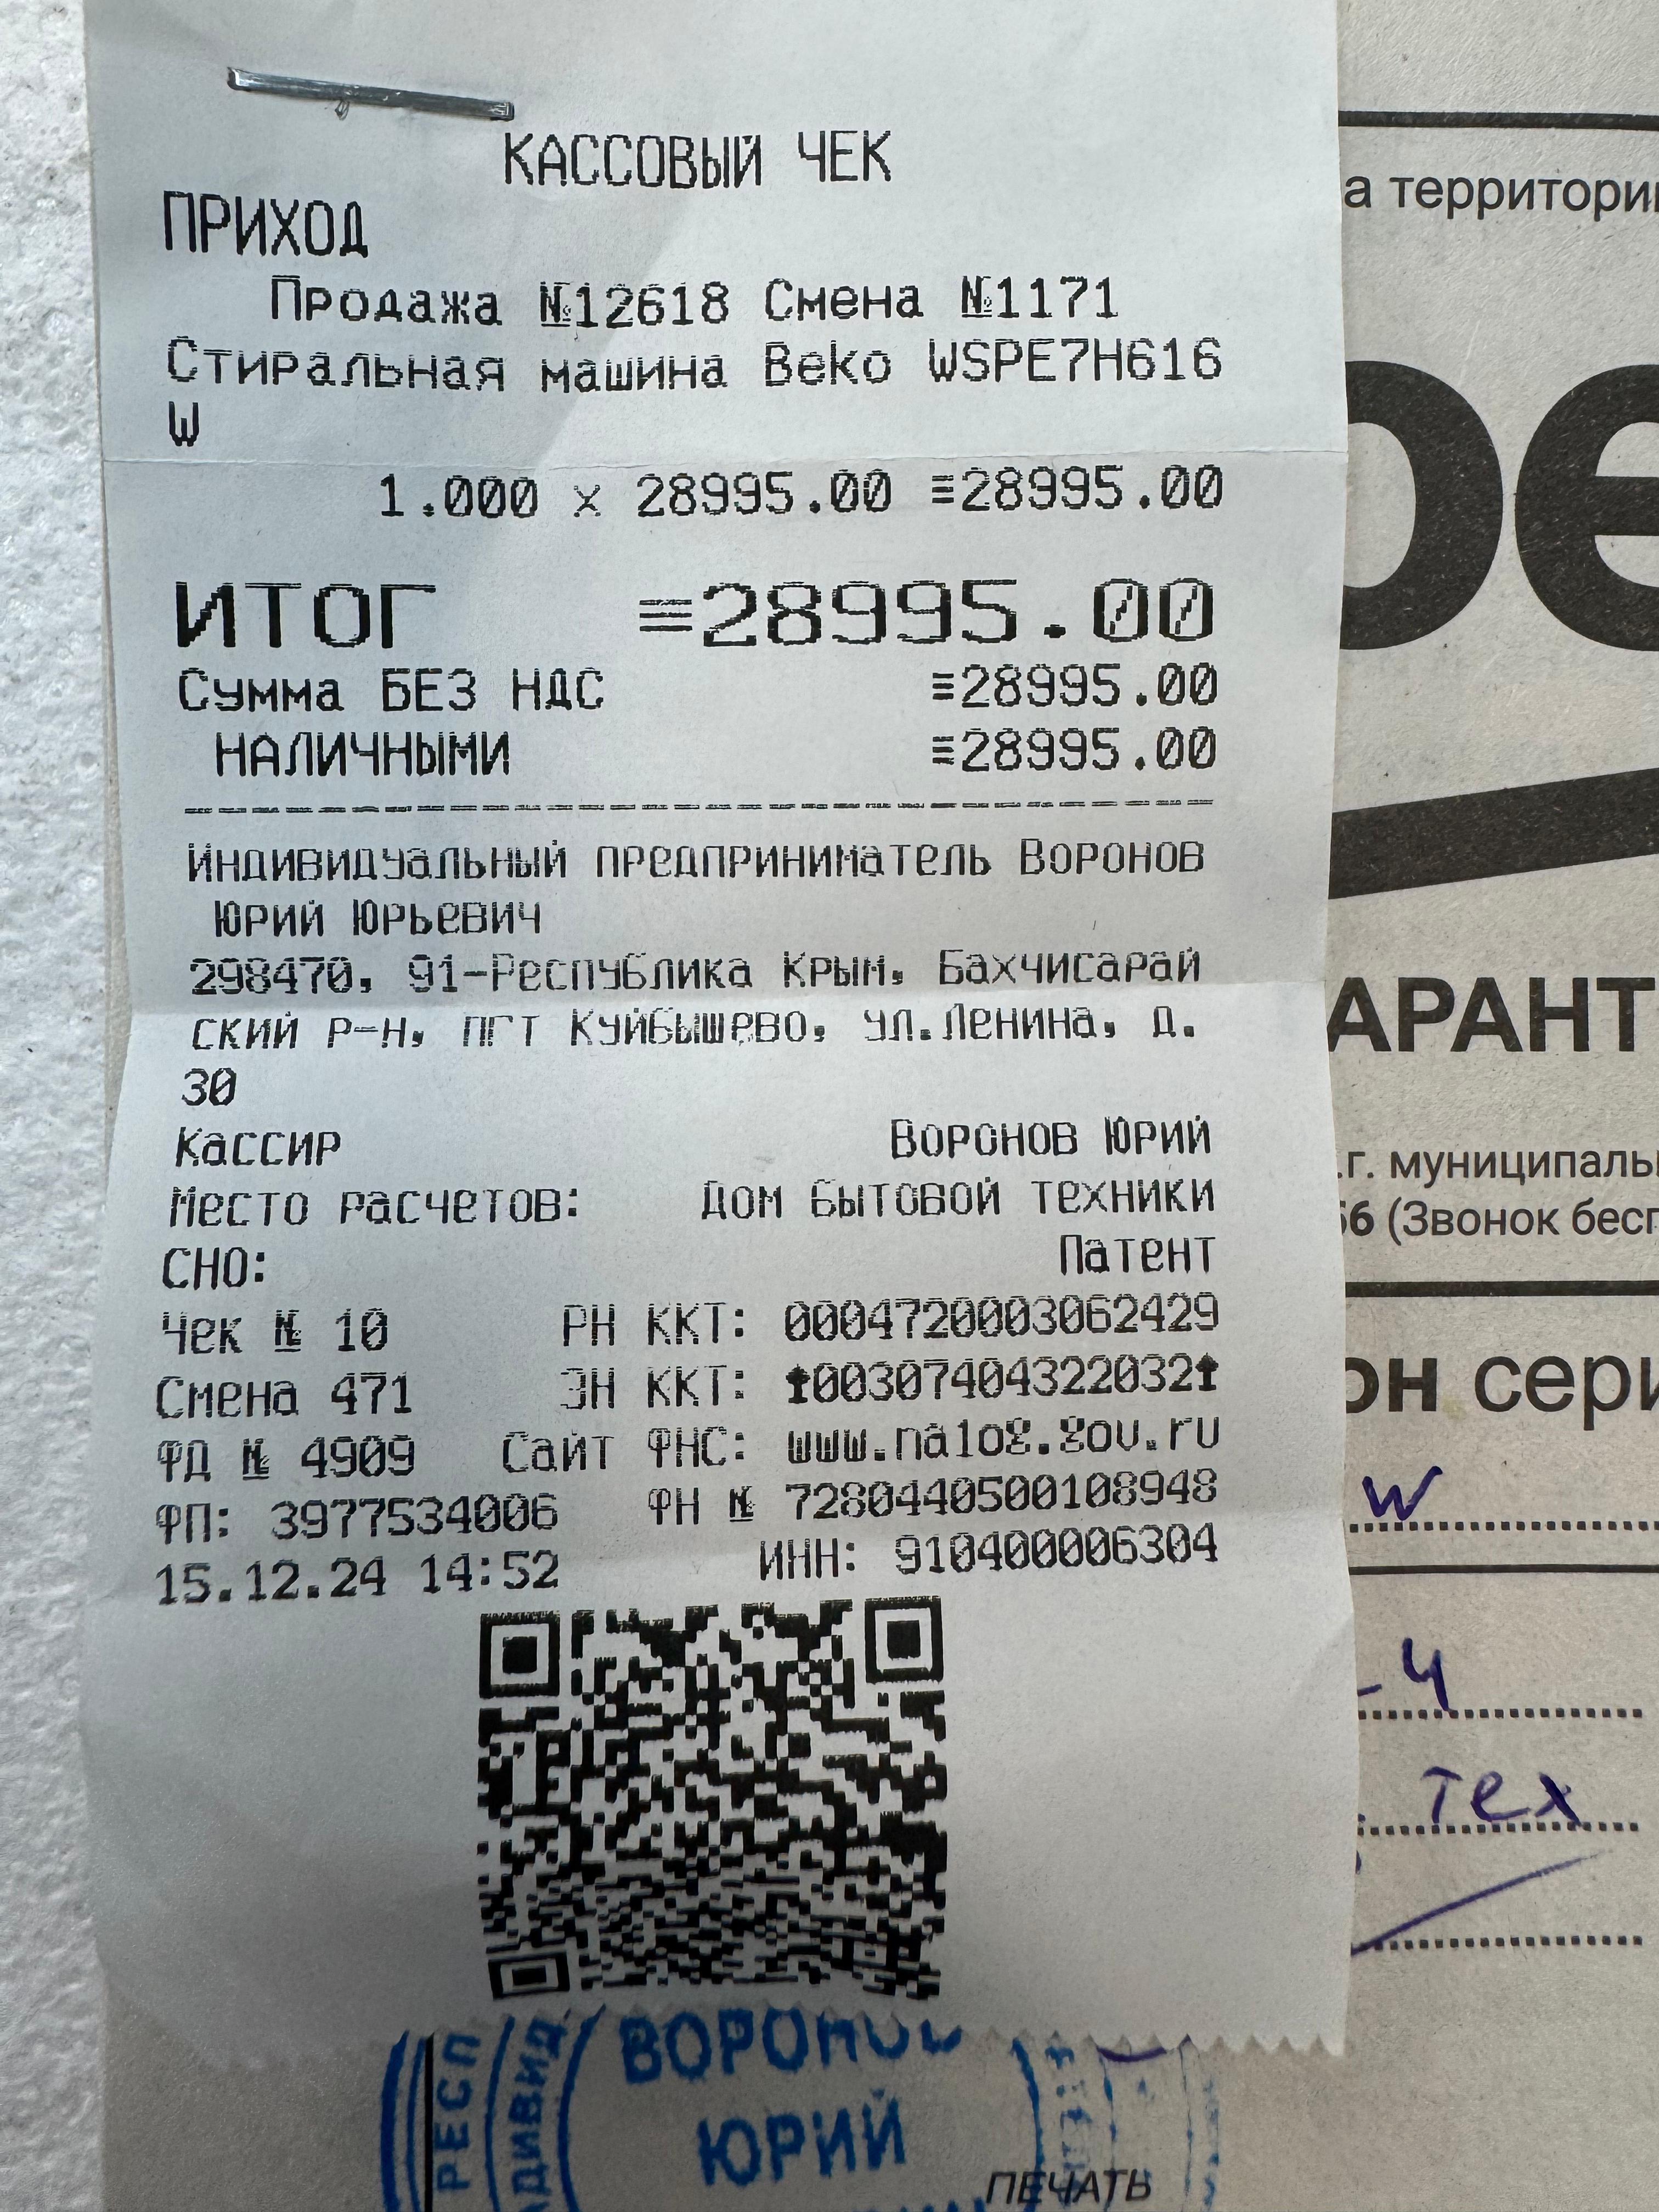 КАССОВЫЙ ЧЕК
ПРИХОД
Продажа №12618 Смена №1171
Стиральная машина Beko WSPE7H616
W
1.000 x 28995.00 ≡28995.00
ИТОГ ≡28995.00
Сумма БЕЗ НДС ≡28995.00
НАЛИЧНЫМИ ≡28995.00
Индивидуальный предприниматель Воронов
Юрий Юрьевич
298470, 91-Республика Крым, Бахчисарай
ский р-н, пгт Куйбышево, ул.Ленина, д.
30
Кассир Воронов Юрий
Место расчетов: Дом бытовой техники
СНО: Патент
Чек № 10 РН ККТ: 0004720003062429
Смена 471 ЗН ККТ: 00307404322032
ФД № 4909 Сайт ФНС: www.nalog.gov.ru
ФП: 3977534006 ФН № 7280440500108948
15.12.24 14:52 ИНН: 910400006304
а территори
be
АРАНТ
.г. муниципаль
56 (Звонок бесп
он сери
W
-4
тех
РЕСП
ДИВИД
ВОРОНОВ
ЮРИЙ
ПЕЧАТЬ